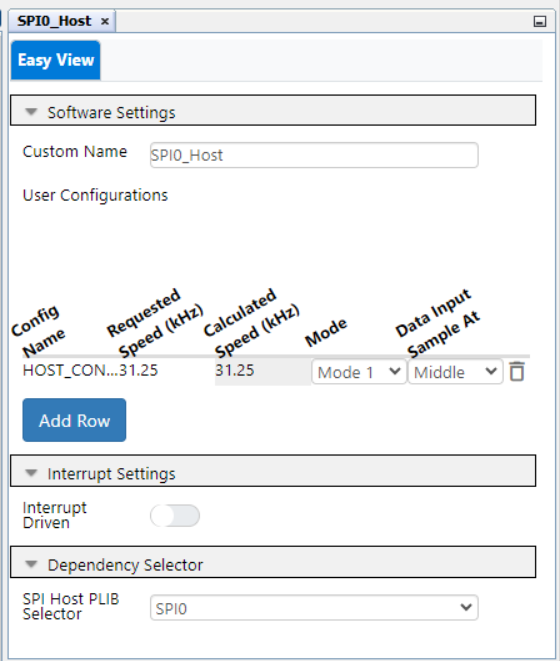 SPI0_Host ×
Easy View
Software Settings
Custom Name SPI0_Host
User Configurations
Config Name Requested Speed (kHz) Calculated Speed (kHz) Mode Data Input Sample At
HOST_CON... 31.25 31.25 Mode 1 Middle
Add Row
Interrupt Settings
Interrupt
Driven
Dependency Selector
SPI Host PLIB
Selector SPI0